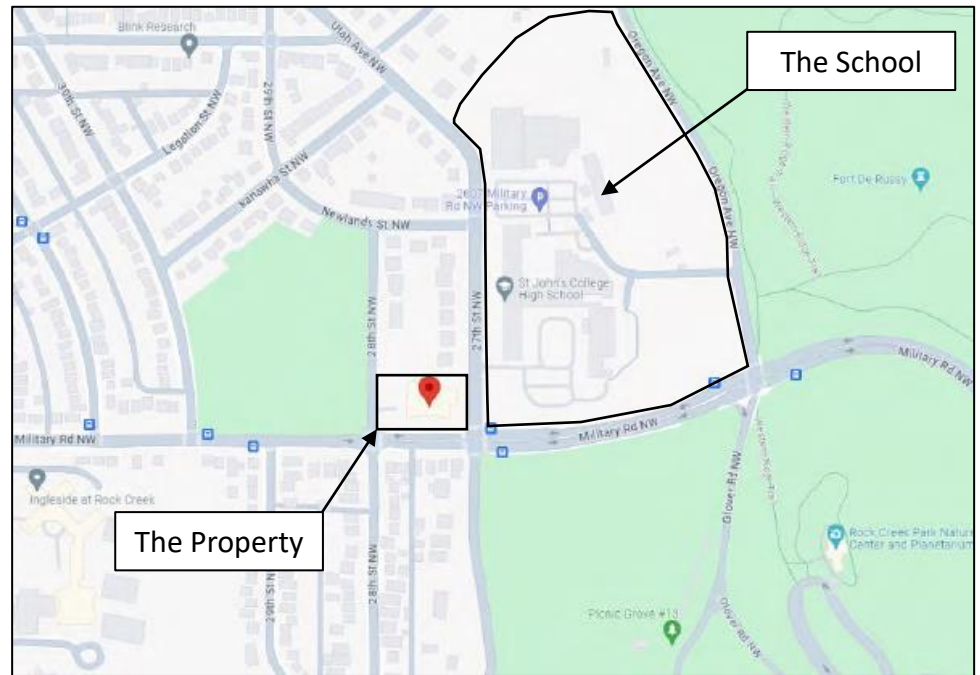 Blink Research
Utah Ave NW
Oregon Ave NW
The School
30th St NW
29th St NW
Legation St NW
Fort De Russy
Oregon Ave NW
2607 Military
Rd NW Parking
Newlands St NW
St John's College
High School
28th St NW
27th St NW
Military Rd NW
Military Rd NW
Military Rd NW
Ingleside at Rock Creek
The Property
Glover Rd NW
Rock Creek Park Nature
Center and Planetarium
29th St N
28th St NW
Picnic Grove #13
Glover Rd NW